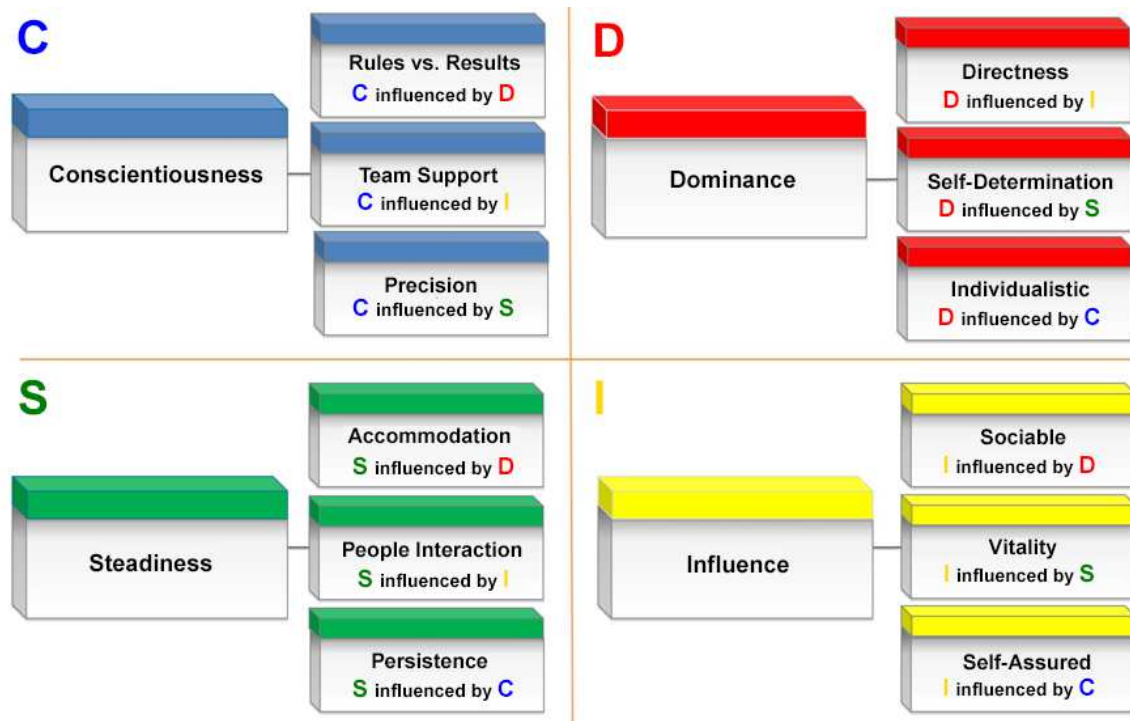 C
Rules vs. Results
C influenced by D
Conscientiousness
Team Support
C influenced by I
Precision
C influenced by S
D
Directness
D influenced by I
Dominance
Self-Determination
D influenced by S
Individualistic
D influenced by C
S
Accommodation
S influenced by D
Steadiness
People Interaction
S influenced by I
Persistence
S influenced by C
I
Sociable
I influenced by D
Influence
Vitality
I influenced by S
Self-Assured
I influenced by C